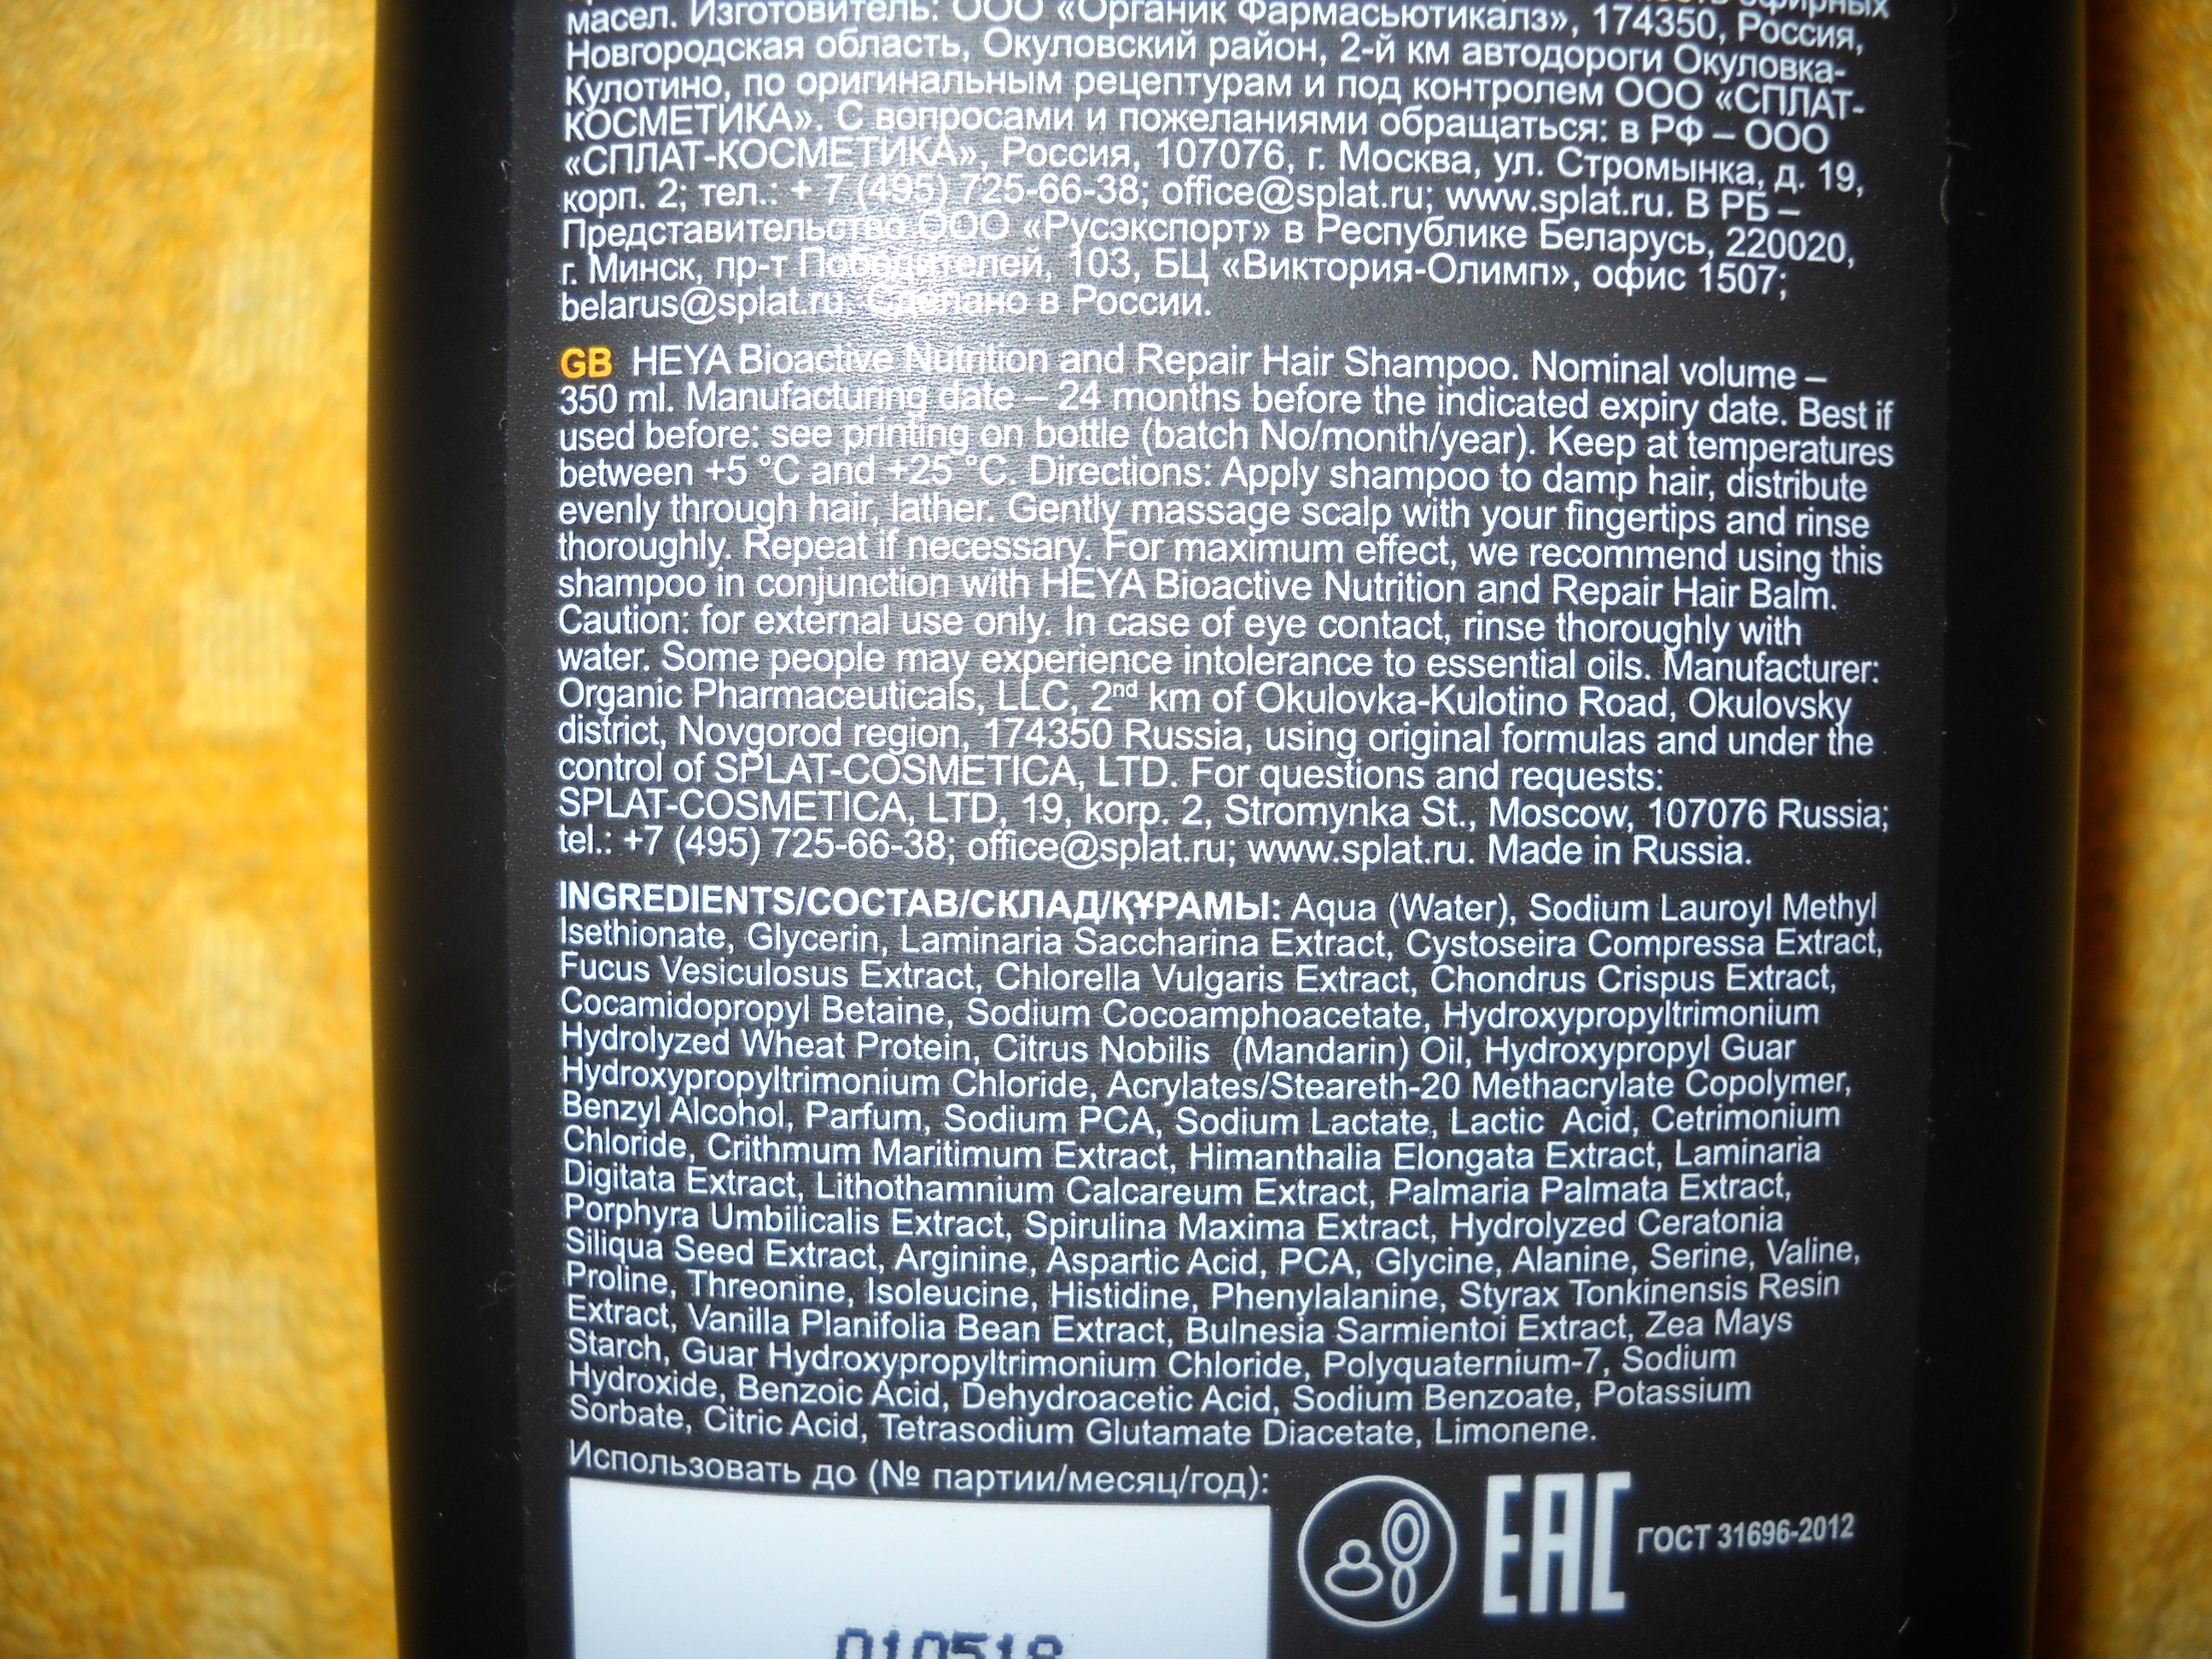 масел. Изготовитель: ООО «Органик Фармасьютикалз», 174350, Россия,
Новгородская область, Окуловский район, 2-й км автодороги Окуловка-
Кулотино, по оригинальным рецептурам и под контролем ООО «СПЛАТ-
КОСМЕТИКА». С вопросами и пожеланиями обращаться: в РФ – ООО
«СПЛАТ-КОСМЕТИКА», Россия, 107076, г. Москва, ул. Стромынка, д. 19,
корп. 2; тел.: + 7 (495) 725-66-38; office@splat.ru; www.splat.ru. В РБ –
Представительство ООО «Русэкспорт» в Республике Беларусь, 220020,
г. Минск, пр-т Победителей, 103, БЦ «Виктория-Олимп», офис 1507;
belarus@splat.ru. Сделано в России.
GB HEYA Bioactive Nutrition and Repair Hair Shampoo. Nominal volume –
350 ml. Manufacturing date – 24 months before the indicated expiry date. Best if
used before: see printing on bottle (batch No/month/year). Keep at temperatures
between +5 °C and +25 °C. Directions: Apply shampoo to damp hair, distribute
evenly through hair, lather. Gently massage scalp with your fingertips and rinse
thoroughly. Repeat if necessary. For maximum effect, we recommend using this
shampoo in conjunction with HEYA Bioactive Nutrition and Repair Hair Balm.
Caution: for external use only. In case of eye contact, rinse thoroughly with
water. Some people may experience intolerance to essential oils. Manufacturer:
Organic Pharmaceuticals, LLC, 2nd km of Okulovka-Kulotino Road, Okulovsky
district, Novgorod region, 174350 Russia, using original formulas and under the
control of SPLAT-COSMETICA, LTD. For questions and requests:
SPLAT-COSMETICA, LTD, 19, korp. 2, Stromynka St., Moscow, 107076 Russia;
tel.: +7 (495) 725-66-38; office@splat.ru; www.splat.ru. Made in Russia.
INGREDIENTS/СОСТАВ/СКЛАД/ҚҰРАМЫ: Aqua (Water), Sodium Lauroyl Methyl
Isethionate, Glycerin, Laminaria Saccharina Extract, Cystoseira Compressa Extract,
Fucus Vesiculosus Extract, Chlorella Vulgaris Extract, Chondrus Crispus Extract,
Cocamidopropyl Betaine, Sodium Cocoamphoacetate, Hydroxypropyltrimonium
Hydrolyzed Wheat Protein, Citrus Nobilis (Mandarin) Oil, Hydroxypropyl Guar
Hydroxypropyltrimonium Chloride, Acrylates/Steareth-20 Methacrylate Copolymer,
Benzyl Alcohol, Parfum, Sodium PCA, Sodium Lactate, Lactic Acid, Cetrimonium
Chloride, Crithmum Maritimum Extract, Himanthalia Elongata Extract, Laminaria
Digitata Extract, Lithothamnium Calcareum Extract, Palmaria Palmata Extract,
Porphyra Umbilicalis Extract, Spirulina Maxima Extract, Hydrolyzed Ceratonia
Siliqua Seed Extract, Arginine, Aspartic Acid, PCA, Glycine, Alanine, Serine, Valine,
Proline, Threonine, Isoleucine, Histidine, Phenylalanine, Styrax Tonkinensis Resin
Extract, Vanilla Planifolia Bean Extract, Bulnesia Sarmientoi Extract, Zea Mays
Starch, Guar Hydroxypropyltrimonium Chloride, Polyquaternium-7, Sodium
Hydroxide, Benzoic Acid, Dehydroacetic Acid, Sodium Benzoate, Potassium
Sorbate, Citric Acid, Tetrasodium Glutamate Diacetate, Limonene.
Использовать до (№ партии/месяц/год):
EAC ГОСТ 31696-2012
010518